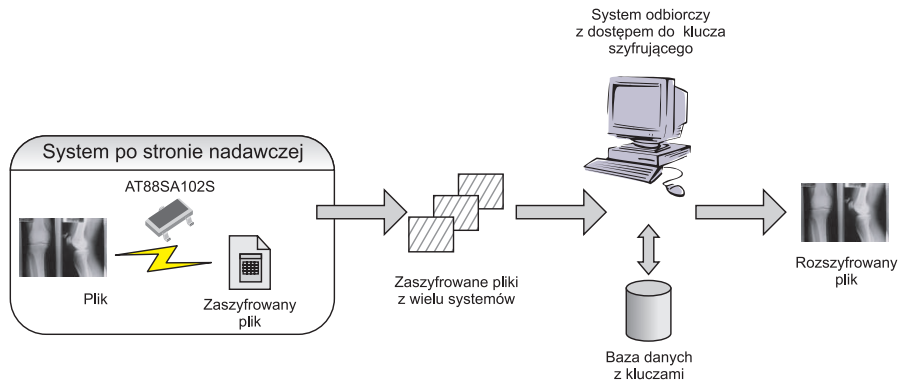 System po stronie nadawczej
AT88SA102S
Plik
Zaszyfrowany
plik
Zaszyfrowane pliki
z wielu systemów
System odbiorczy
z dostępem do klucza
szyfrującego
Baza danych
z kluczami
Rozszyfrowany
plik